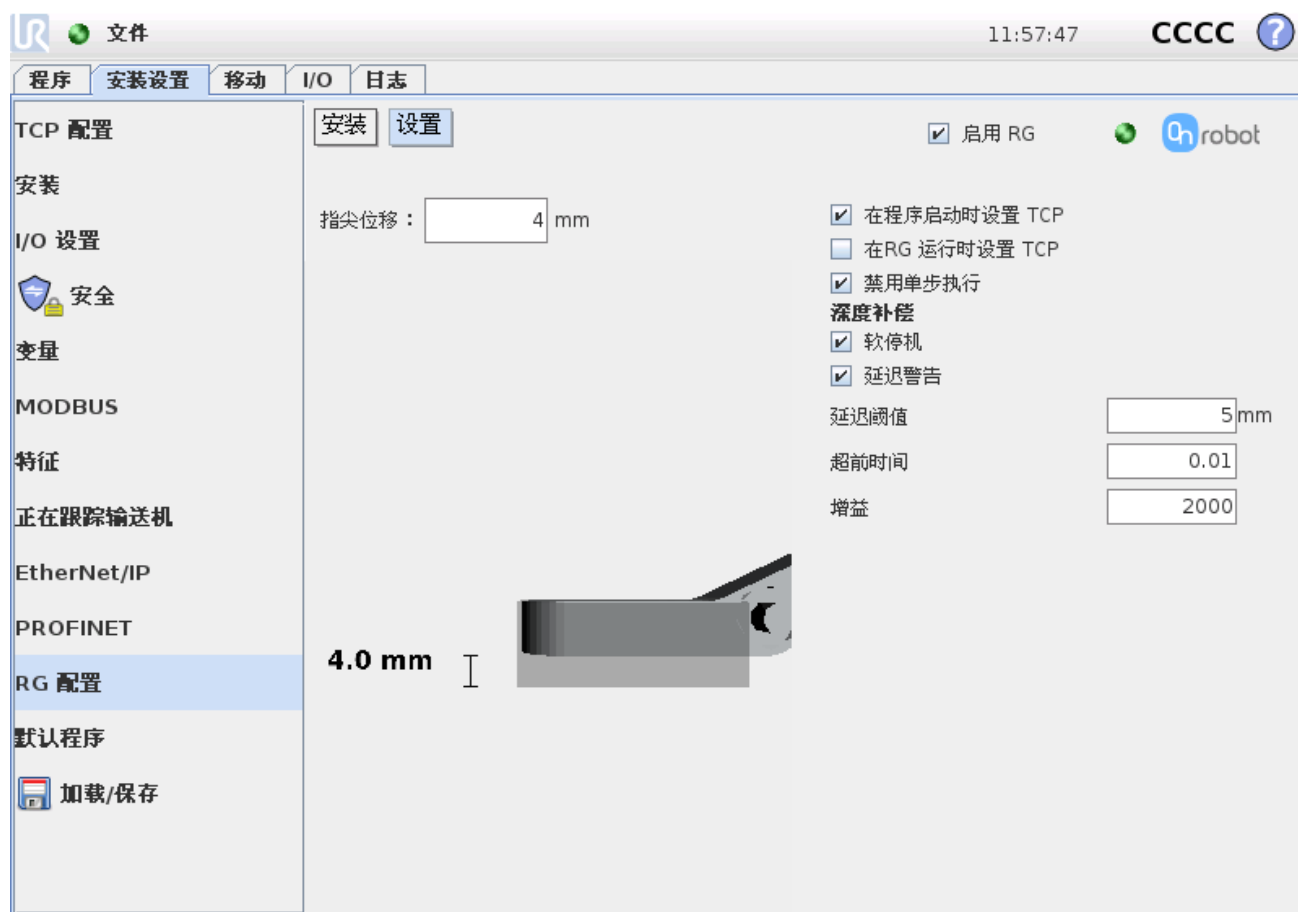 UR 文件 11:57:47 CCCC ?
程序 安装设置 移动 I/O 日志
TCP 配置
安装
I/O 设置
安全
变量
MODBUS
特征
正在跟踪输送机
EtherNet/IP
PROFINET
RG 配置
默认程序
加载/保存
安装 设置
启用 RG
On robot
指尖位移： 4 mm
4.0 mm
在程序启动时设置 TCP
在RG 运行时设置 TCP
禁用单步执行
深度补偿
软停机
延迟警告
延迟阈值 5 mm
超前时间 0.01
增益 2000